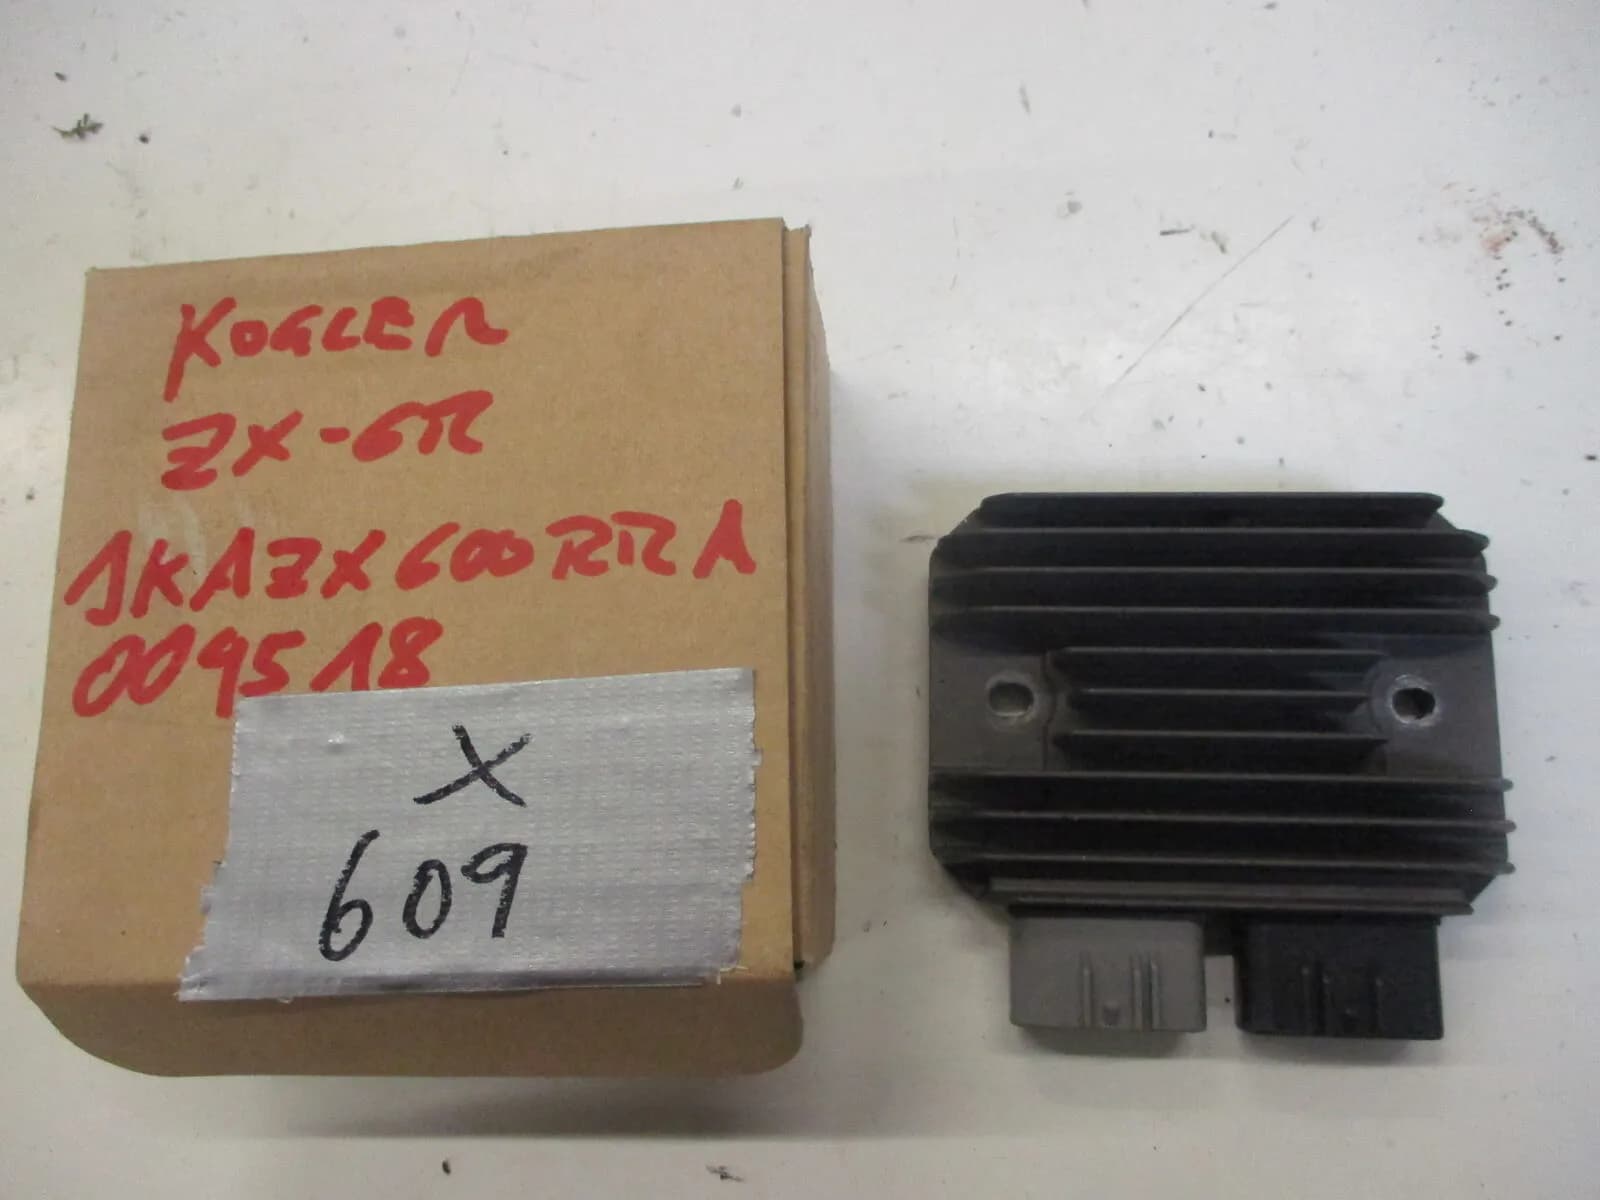 KOGLER
ZX-6R
JKAZX600RRA
009518
X
609